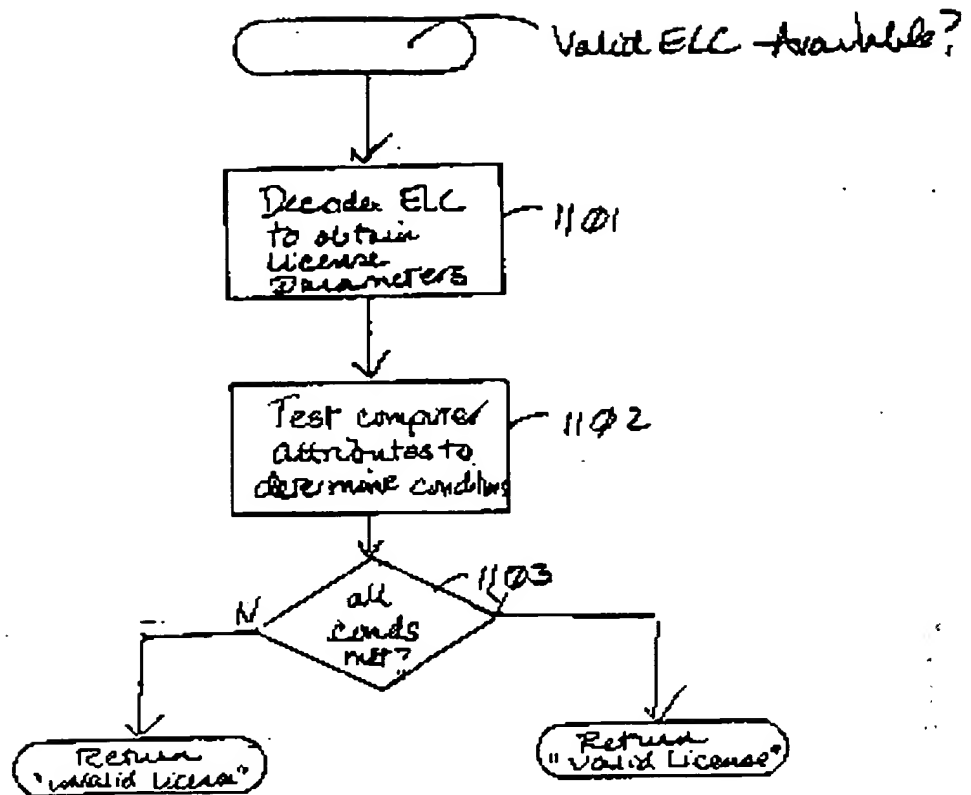 Valid ELC Available?
Decoder ELC
to obtain
License
Parameters
1101
Test computer
attributes to
determine conditions
1102
1103
all
conds
met?
N
Return
"invalid License"
Return
"valid License"